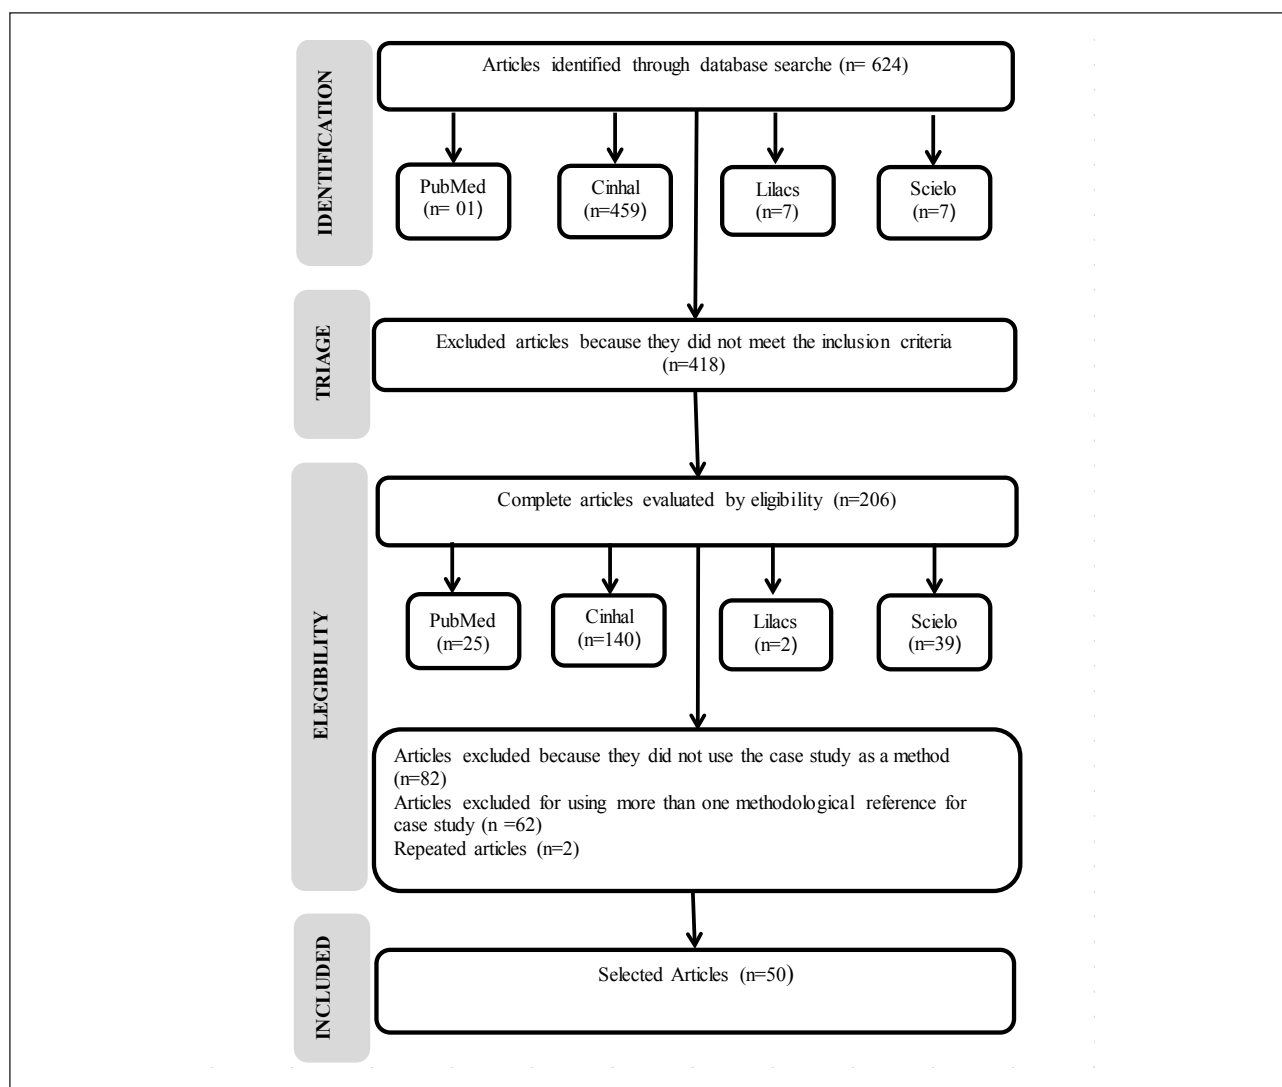 IDENTIFICATION
Articles identified through database searche (n= 624)
PubMed
(n= 01)
Cinhal
(n=459)
Lilacs
(n=7)
Scielo
(n=7)
TRIAGE
Excluded articles because they did not meet the inclusion criteria
(n=418)
ELEGIBILITY
Complete articles evaluated by eligibility (n=206)
PubMed
(n=25)
Cinhal
(n=140)
Lilacs
(n=2)
Scielo
(n=39)
Articles excluded because they did not use the case study as a method
(n=82)
Articles excluded for using more than one methodological reference for
case study (n =62)
Repeated articles (n=2)
INCLUDED
Selected Articles (n=50)